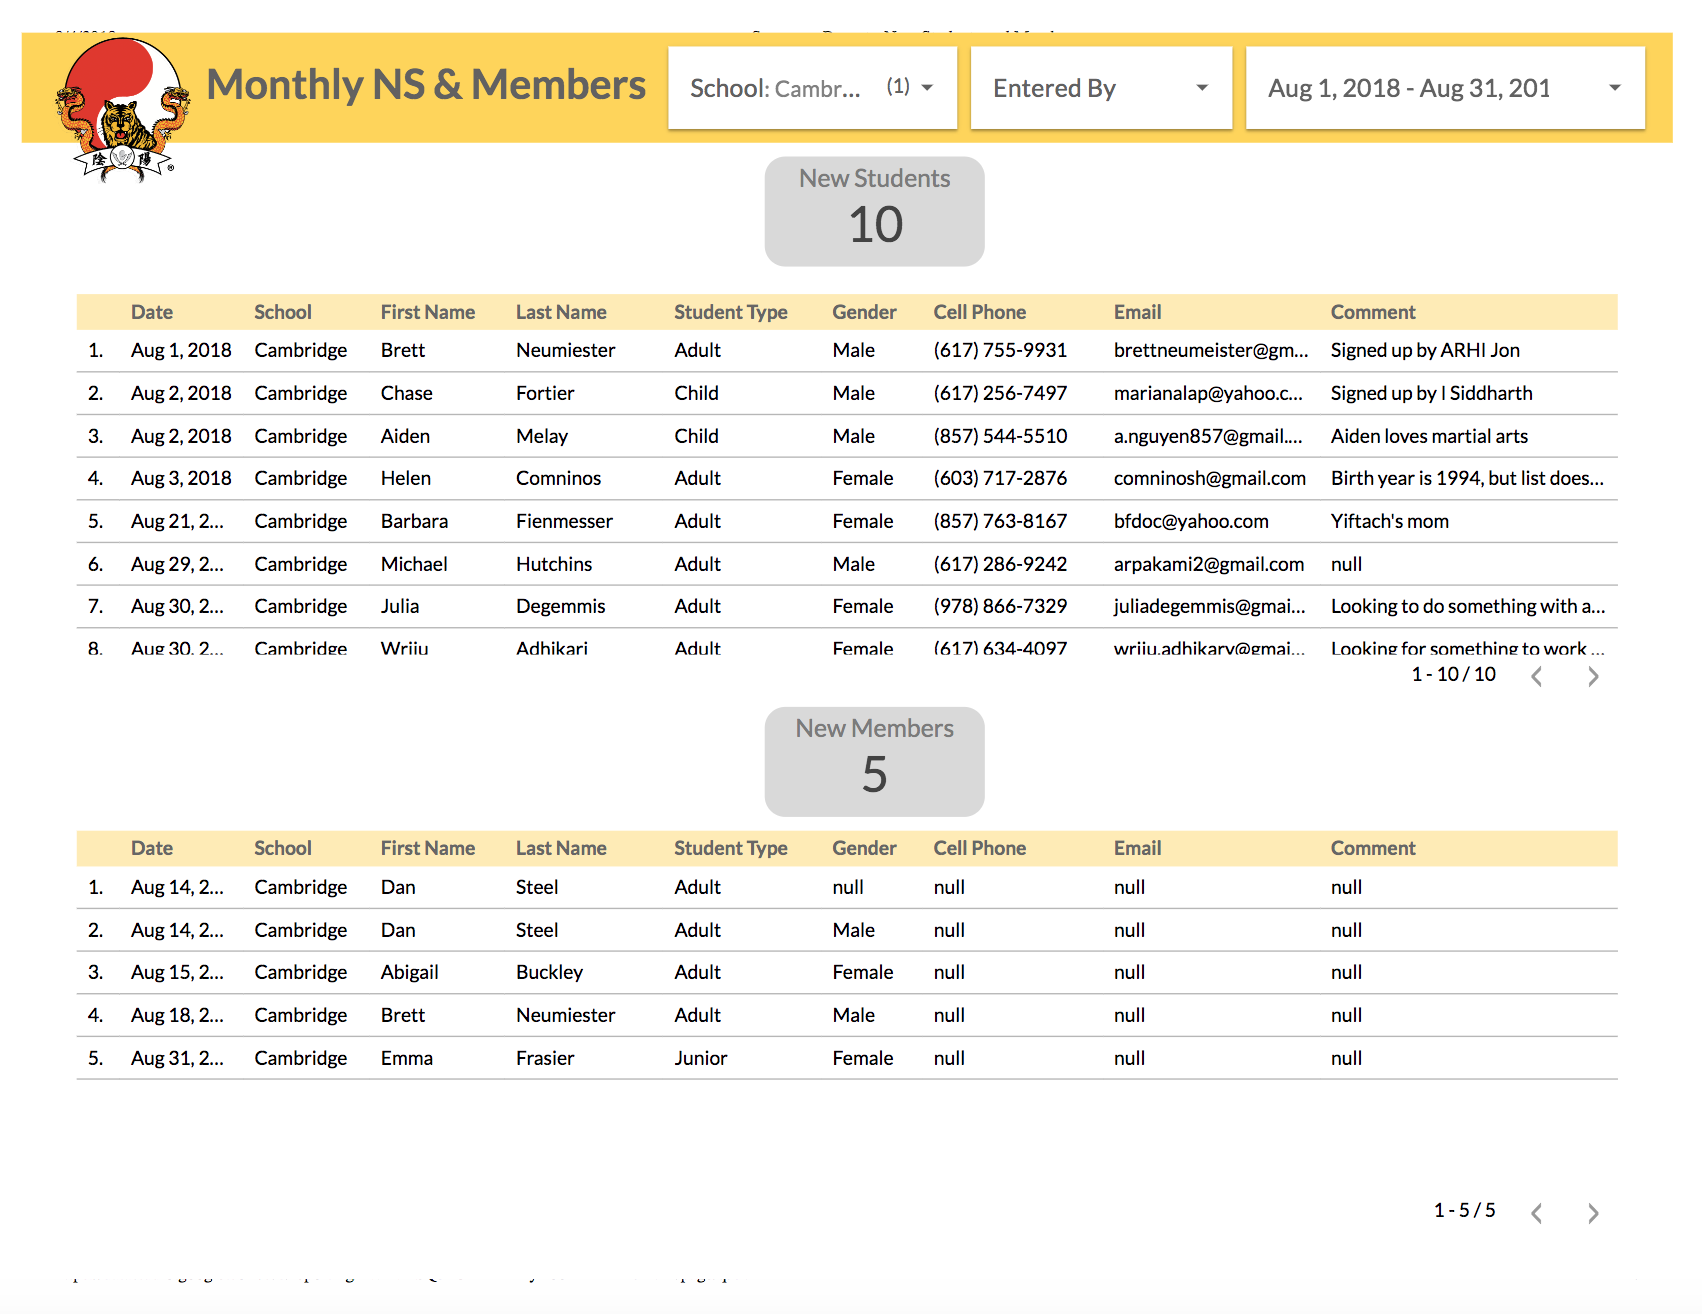 Monthly NS & Members
School: Cambr... (1)
Entered By
Aug 1, 2018 - Aug 31, 201
陰 陽 ®
New Students
10
Date School First Name Last Name Student Type Gender Cell Phone Email Comment
1. Aug 1, 2018 Cambridge Brett Neumiester Adult Male (617) 755-9931 brettneumeister@gm... Signed up by ARHI Jon
2. Aug 2, 2018 Cambridge Chase Fortier Child Male (617) 256-7497 marianalap@yahoo.c... Signed up by I Siddharth
3. Aug 2, 2018 Cambridge Aiden Melay Child Male (857) 544-5510 a.nguyen857@gmail.... Aiden loves martial arts
4. Aug 3, 2018 Cambridge Helen Comninos Adult Female (603) 717-2876 comninosh@gmail.com Birth year is 1994, but list does...
5. Aug 21, 2... Cambridge Barbara Fienmesser Adult Female (857) 763-8167 bfdoc@yahoo.com Yiftach's mom
6. Aug 29, 2... Cambridge Michael Hutchins Adult Male (617) 286-9242 arpakami2@gmail.com null
7. Aug 30, 2... Cambridge Julia Degemmis Adult Female (978) 866-7329 juliadegemmis@gmai... Looking to do something with a...
8. Aug 30, 2... Cambridge Wriju Adhikari Adult Female (617) 634-4097 wriju.adhikary@gmai... Looking for something to work ...
1 - 10 / 10
New Members
5
Date School First Name Last Name Student Type Gender Cell Phone Email Comment
1. Aug 14, 2... Cambridge Dan Steel Adult null null null null
2. Aug 14, 2... Cambridge Dan Steel Adult Male null null null
3. Aug 15, 2... Cambridge Abigail Buckley Adult Female null null null
4. Aug 18, 2... Cambridge Brett Neumiester Adult Male null null null
5. Aug 31, 2... Cambridge Emma Frasier Junior Female null null null
1 - 5 / 5